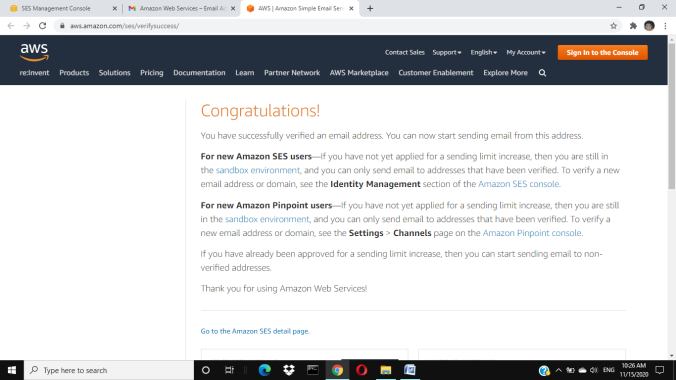 SES Management Console
Amazon Web Services – Email Ad
AWS | Amazon Simple Email Serv
aws.amazon.com/ses/verifysuccess/
aws
Contact Sales Support English My Account Sign In to the Console
re:Invent Products Solutions Pricing Documentation Learn Partner Network AWS Marketplace Customer Enablement Explore More
Congratulations!
You have successfully verified an email address. You can now start sending email from this address.
For new Amazon SES users—If you have not yet applied for a sending limit increase, then you are still in
the sandbox environment, and you can only send email to addresses that have been verified. To verify a new
email address or domain, see the Identity Management section of the Amazon SES console.
For new Amazon Pinpoint users—If you have not yet applied for a sending limit increase, then you are still
in the sandbox environment, and you can only send email to addresses that have been verified. To verify a
new email address or domain, see the Settings > Channels page on the Amazon Pinpoint console.
If you have already been approved for a sending limit increase, then you can start sending email to non-
verified addresses.
Thank you for using Amazon Web Services!
Go to the Amazon SES detail page.
Type here to search
ENG
10:26 AM
11/15/2020